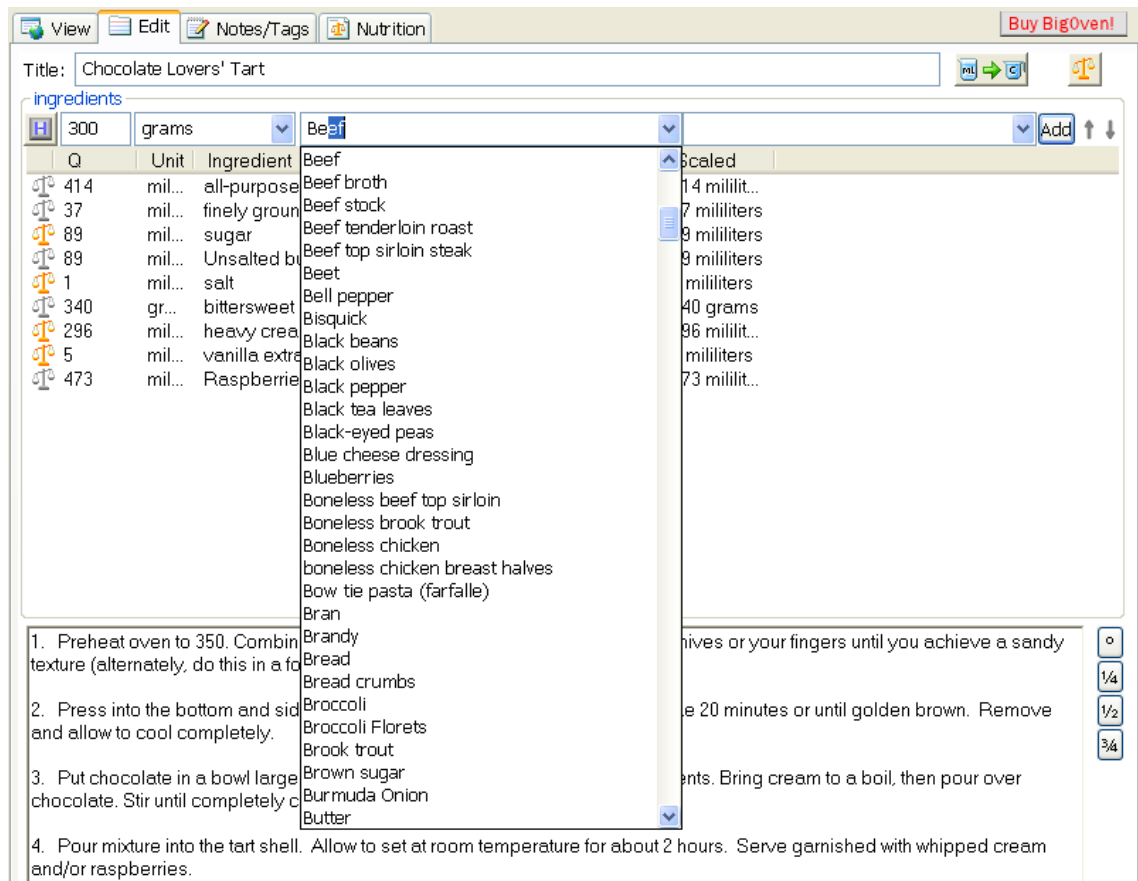 View Edit Notes/Tags Nutrition Buy BigOven!
Title: Chocolate Lovers' Tart ML C
ingredients
H 300 grams Beef Add
Q Unit Ingredient Scaled
414 mil... all-purpose 14 mililit...
37 mil... finely groun 7 mililiters
89 mil... sugar 9 mililiters
89 mil... Unsalted bu 9 mililiters
1 mil... salt mililiters
340 gr... bittersweet 40 grams
296 mil... heavy crea 96 mililit...
5 mil... vanilla extra mililiters
473 mil... Raspberrie 73 mililit...
Beef
Beef broth
Beef stock
Beef tenderloin roast
Beef top sirloin steak
Beet
Bell pepper
Bisquick
Black beans
Black olives
Black pepper
Black tea leaves
Black-eyed peas
Blue cheese dressing
Blueberries
Boneless beef top sirloin
Boneless brook trout
Boneless chicken
boneless chicken breast halves
Bow tie pasta (farfalle)
Bran
Brandy
Bread
Bread crumbs
Broccoli
Broccoli Florets
Brook trout
Brown sugar
Burmuda Onion
Butter
1. Preheat oven to 350. Combin nives or your fingers until you achieve a sandy
texture (alternately, do this in a fo
2. Press into the bottom and sid e 20 minutes or until golden brown. Remove
and allow to cool completely.
3. Put chocolate in a bowl large ents. Bring cream to a boil, then pour over
chocolate. Stir until completely c
4. Pour mixture into the tart shell. Allow to set at room temperature for about 2 hours. Serve garnished with whipped cream
and/or raspberries.
°
1/4
1/2
3/4